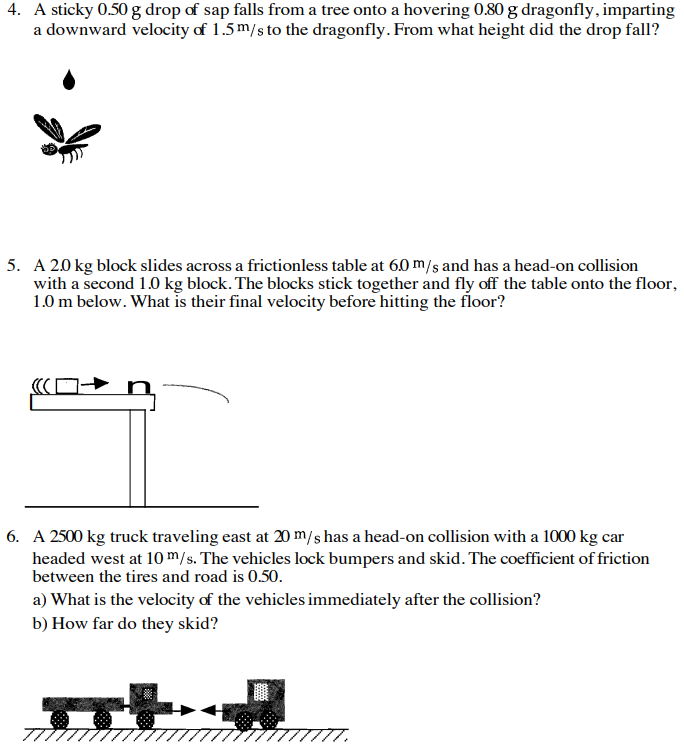 4. A sticky 0.50 g drop of sap falls from a tree onto a hovering 0.80 g dragonfly, imparting
a downward velocity of 1.5 m/s to the dragonfly. From what height did the drop fall?
5. A 2.0 kg block slides across a frictionless table at 6.0 m/s and has a head-on collision
with a second 1.0 kg block. The blocks stick together and fly off the table onto the floor,
1.0 m below. What is their final velocity before hitting the floor?
6. A 2500 kg truck traveling east at 20 m/s has a head-on collision with a 1000 kg car
headed west at 10 m/s. The vehicles lock bumpers and skid. The coefficient of friction
between the tires and road is 0.50.
a) What is the velocity of the vehicles immediately after the collision?
b) How far do they skid?